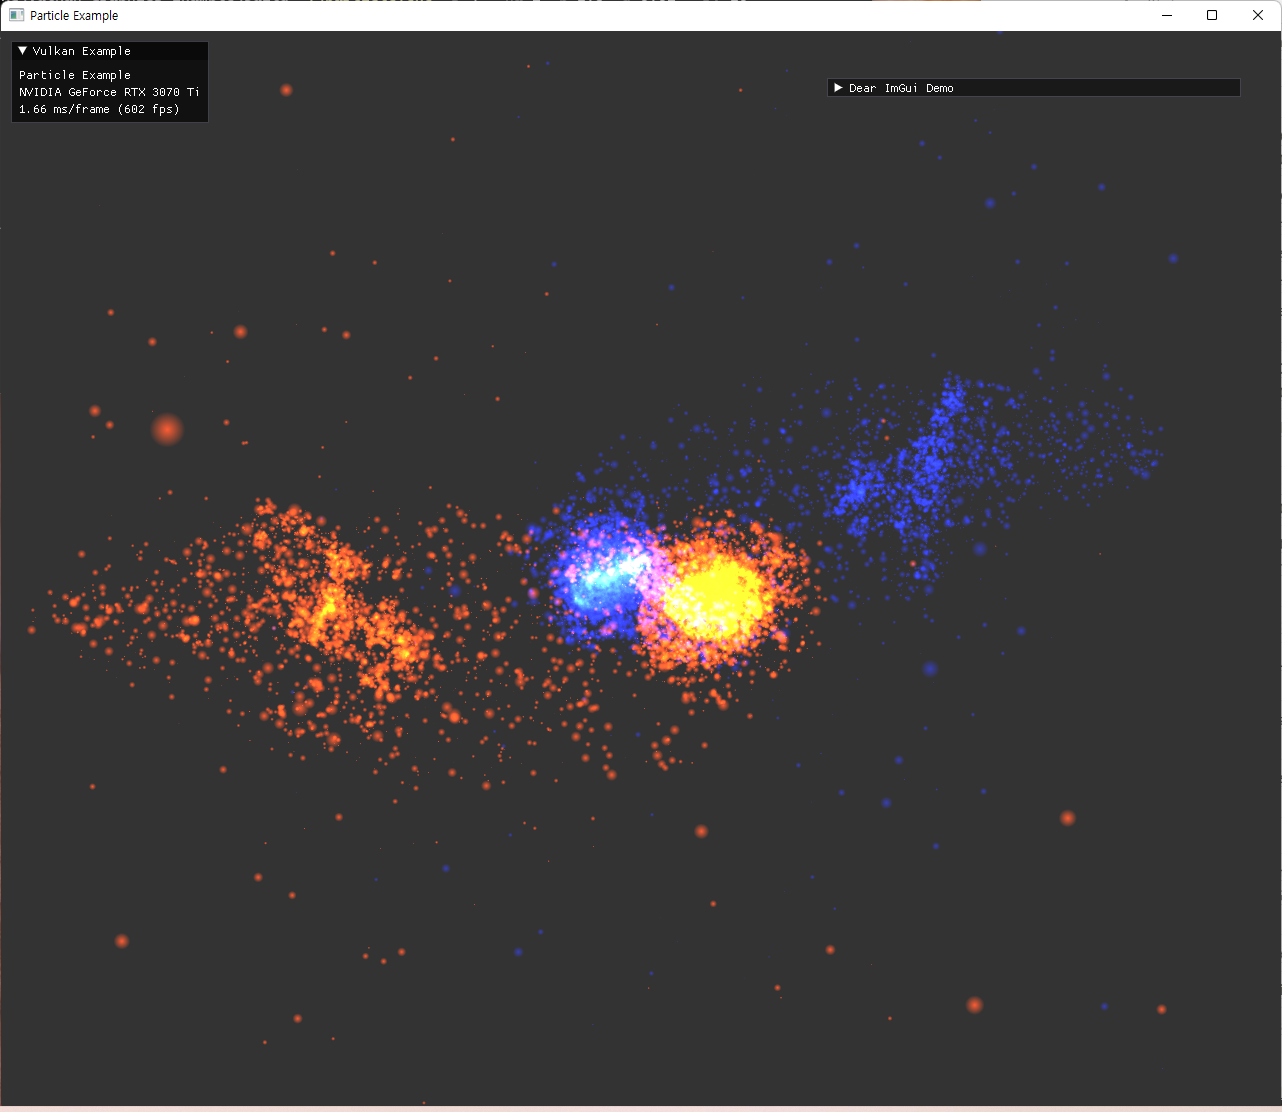 Particle Example
Vulkan Example
Particle Example
NVIDIA GeForce RTX 3070 Ti
1.66 ms/frame (602 fps)
Dear ImGui Demo